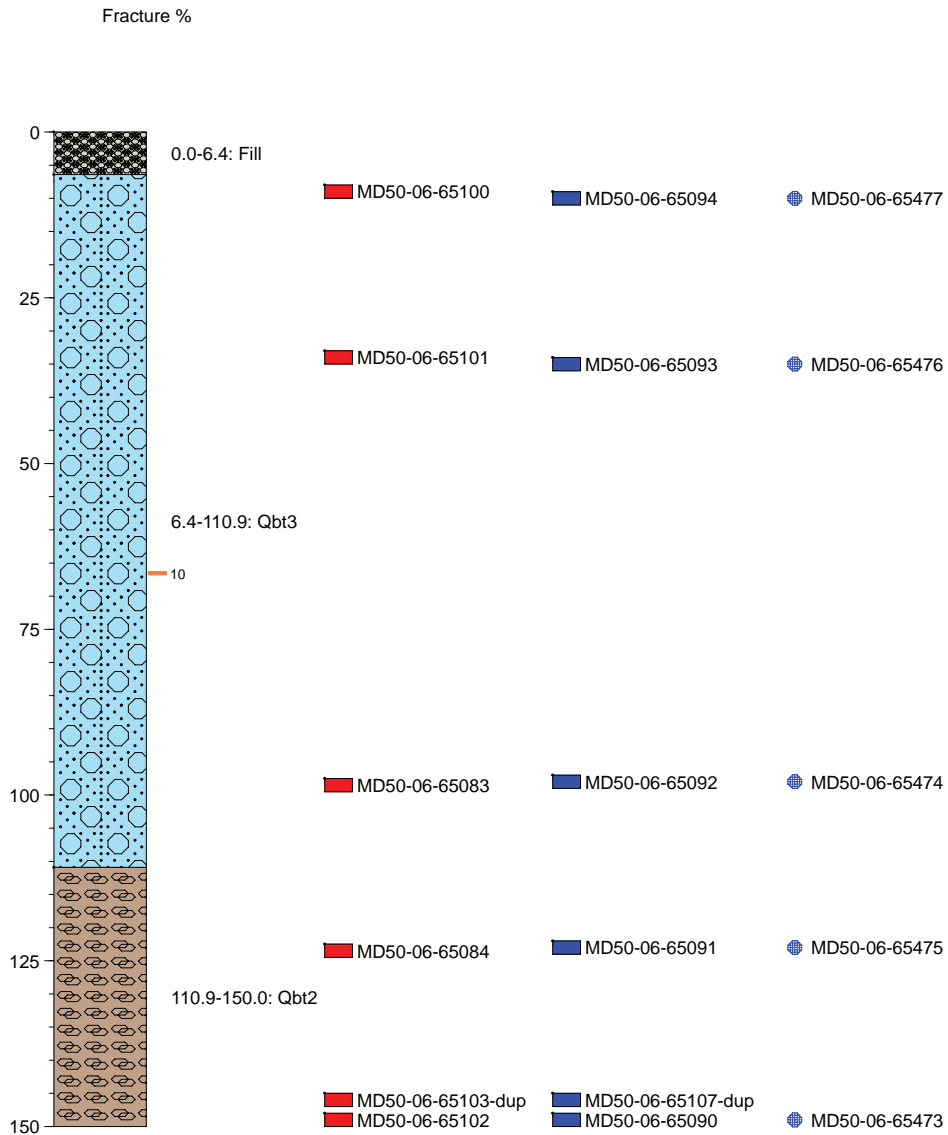 Fracture %
0
0.0-6.4: Fill
MD50-06-65100
MD50-06-65094
MD50-06-65477
25
MD50-06-65101
MD50-06-65093
MD50-06-65476
50
6.4-110.9: Qbt3
10
75
MD50-06-65083
MD50-06-65092
MD50-06-65474
100
MD50-06-65084
MD50-06-65091
MD50-06-65475
125
110.9-150.0: Qbt2
MD50-06-65103-dup
MD50-06-65107-dup
150
MD50-06-65102
MD50-06-65090
MD50-06-65473